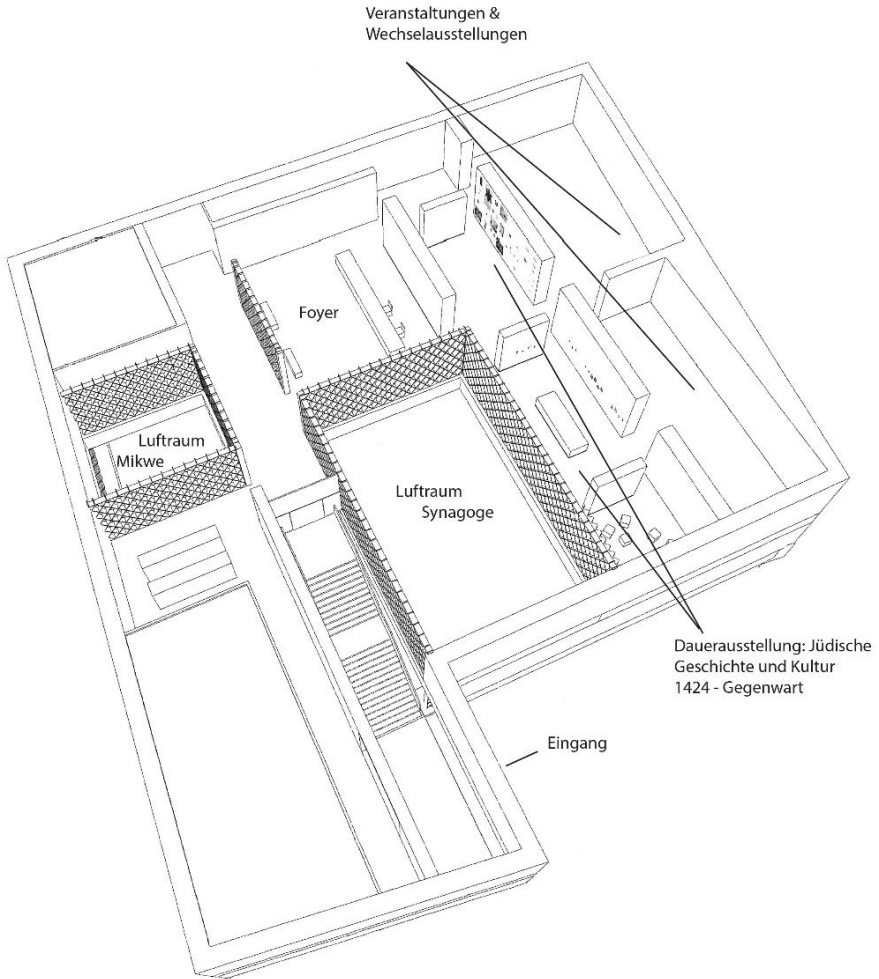 Veranstaltungen &
Wechselausstellungen
Foyer
Luftraum
Mikwe
Luftraum
Synagoge
Dauerausstellung: Jüdische
Geschichte und Kultur
1424 - Gegenwart
Eingang